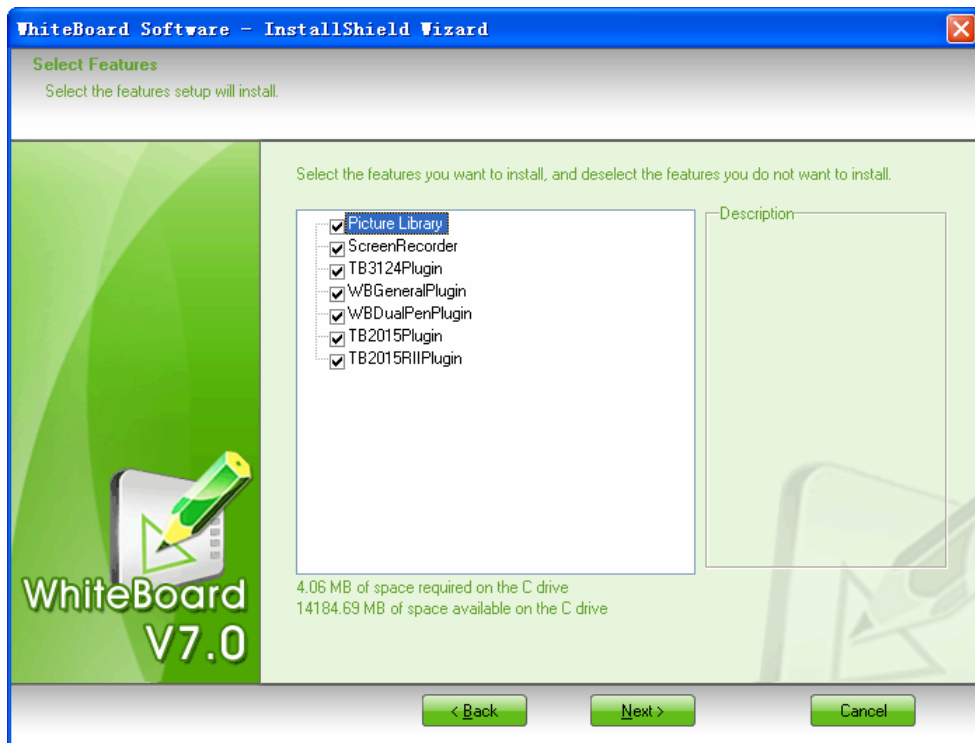 WhiteBoard Software - InstallShield Wizard
Select Features
Select the features setup will install.
Select the features you want to install, and deselect the features you do not want to install.
Picture Library
ScreenRecorder
TB3124Plugin
WBGeneralPlugin
WBDualPenPlugin
TB2015Plugin
TB2015RIIPlugin
Description
4.06 MB of space required on the C drive
14184.69 MB of space available on the C drive
WhiteBoard
V7.0
< Back
Next >
Cancel